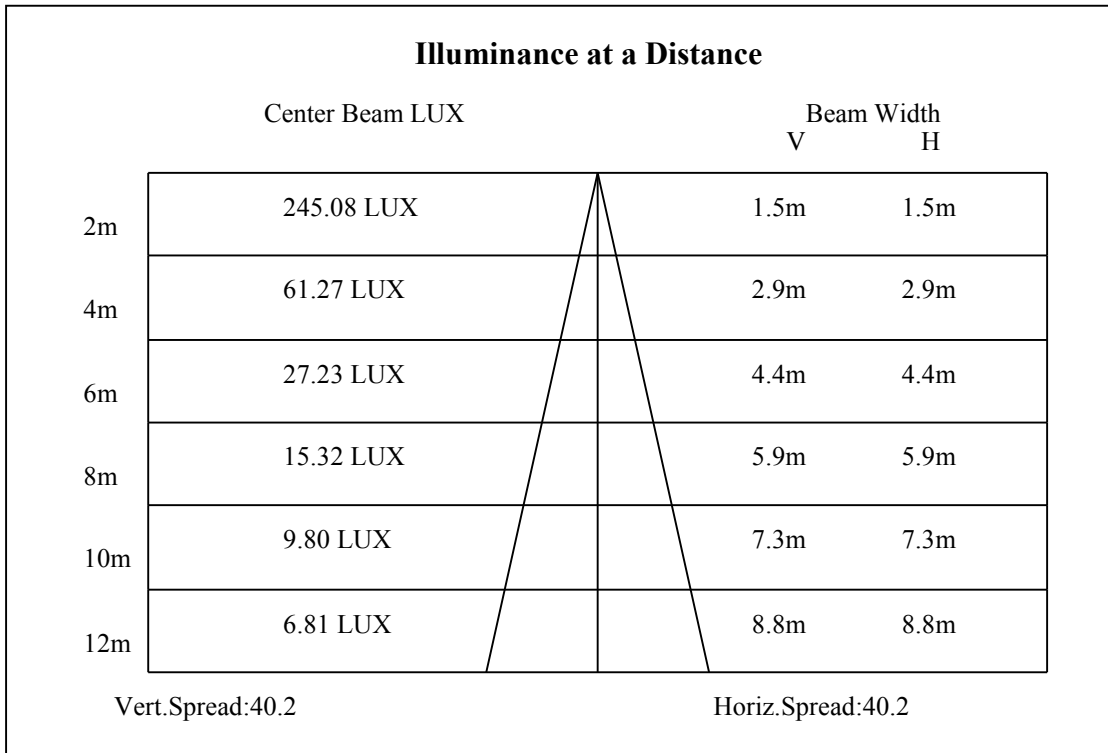 Illuminance at a Distance
Center Beam LUX Beam Width
V H
2m 245.08 LUX 1.5m 1.5m
4m 61.27 LUX 2.9m 2.9m
6m 27.23 LUX 4.4m 4.4m
8m 15.32 LUX 5.9m 5.9m
10m 9.80 LUX 7.3m 7.3m
12m 6.81 LUX 8.8m 8.8m
Vert.Spread:40.2 Horiz.Spread:40.2